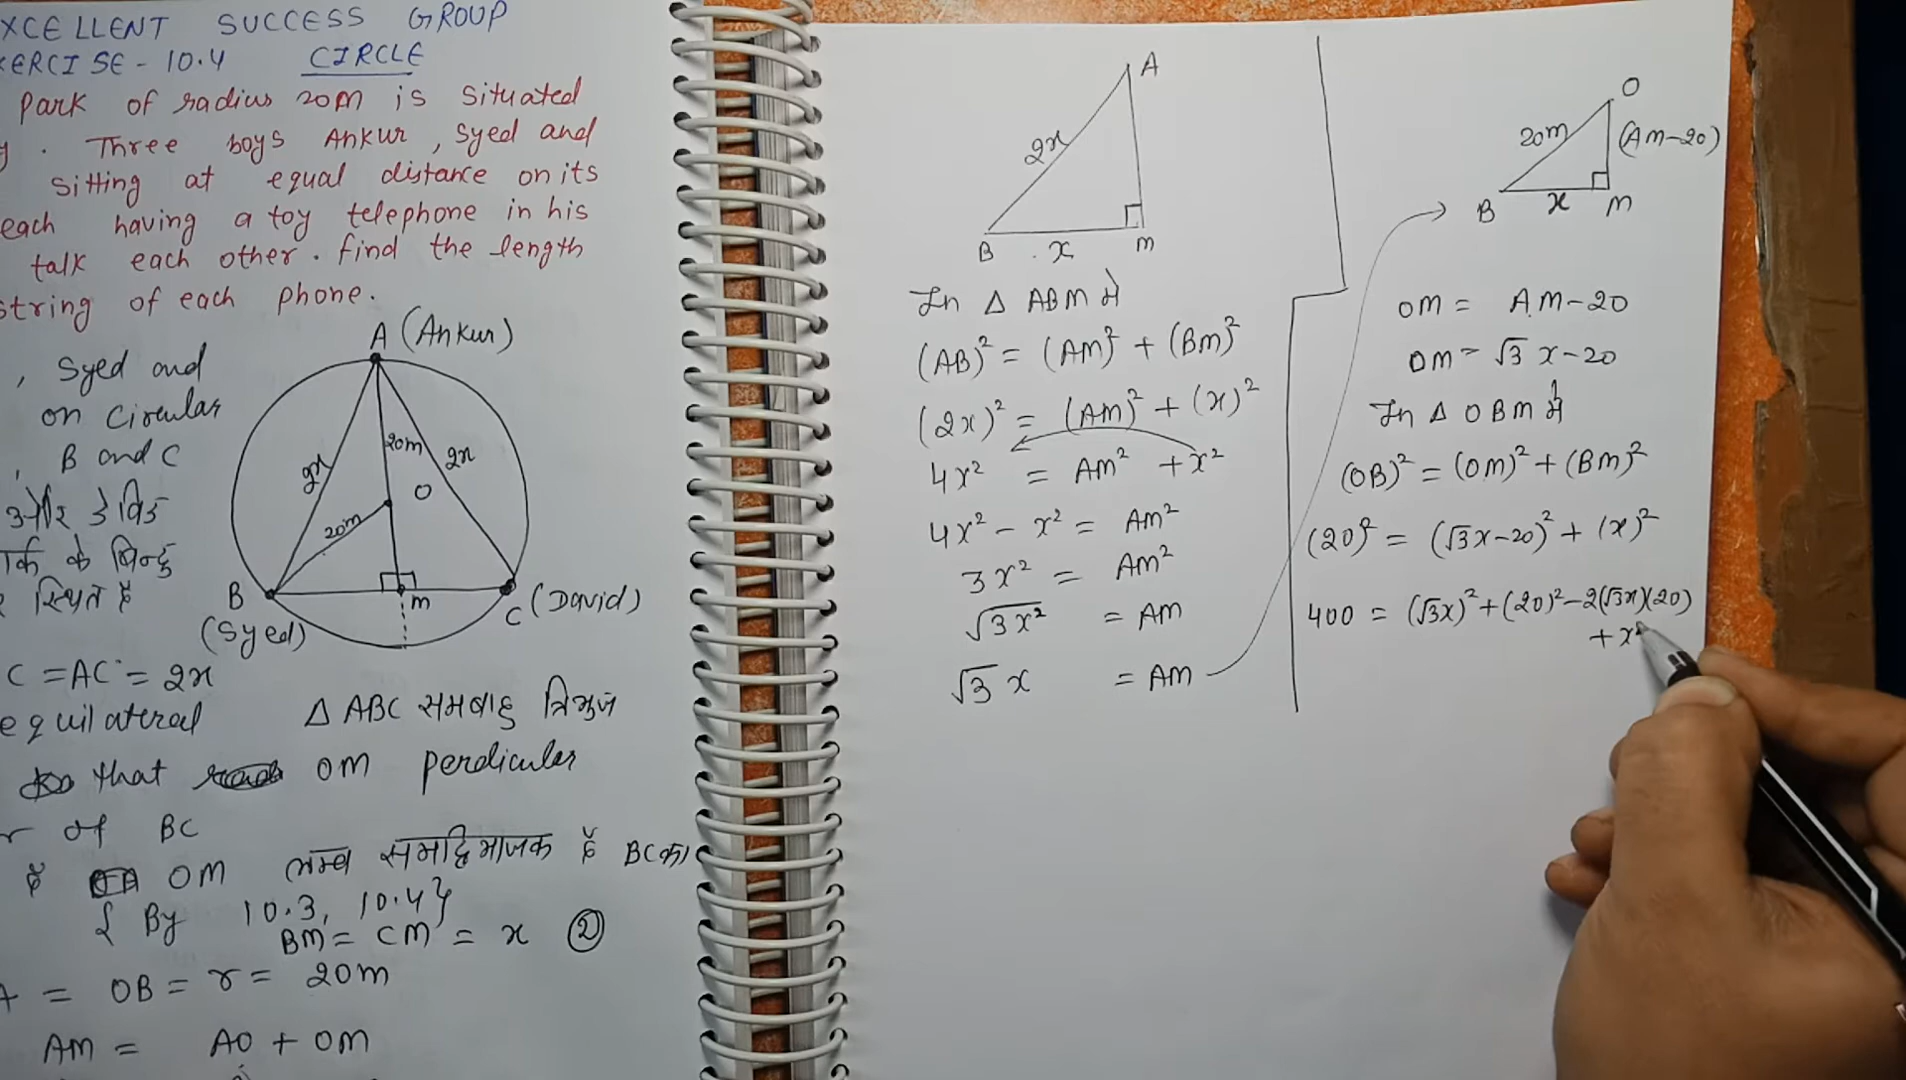 XCELLENT SUCCESS GROUP
ERCISE-10.4 CIRCLE
Park of radius 20m is situated
Three boys Ankur, Syed and
sitting at equal distance on its
each having a toy telephone in his
talk each other. find the length
string of each phone.
A (Ankur)
, Syed and
on Circular
, B and C
और डेविड
र्क के बिन्दु
स्थित है
2x
20m
2x
O
20m
B
(Syed)
m
C (David)
C = AC = 2x
equilateral
Δ ABC समबाहु त्रिभुज
that OM perdicular
r of BC
है OM लम्ब समद्विभाजक है BC का
{ By 10.3, 10.4}
BM = CM = x ②
= OB = r = 20m
AM = AO + OM
A
2x
B x M
In Δ ABM में
(AB)² = (AM)² + (BM)²
(2x)² = (AM)² + (x)²
4x² = AM² + x²
4x² - x² = AM²
3x² = AM²
√3x² = AM
√3 x = AM
O
20m (AM-20)
B x M
OM = AM-20
OM = √3 x-20
In Δ OBM में
(OB)² = (OM)² + (BM)²
(20)² = (√3x-20)² + (x)²
400 = (√3x)² + (20)² - 2(√3x)(20)
+ x²